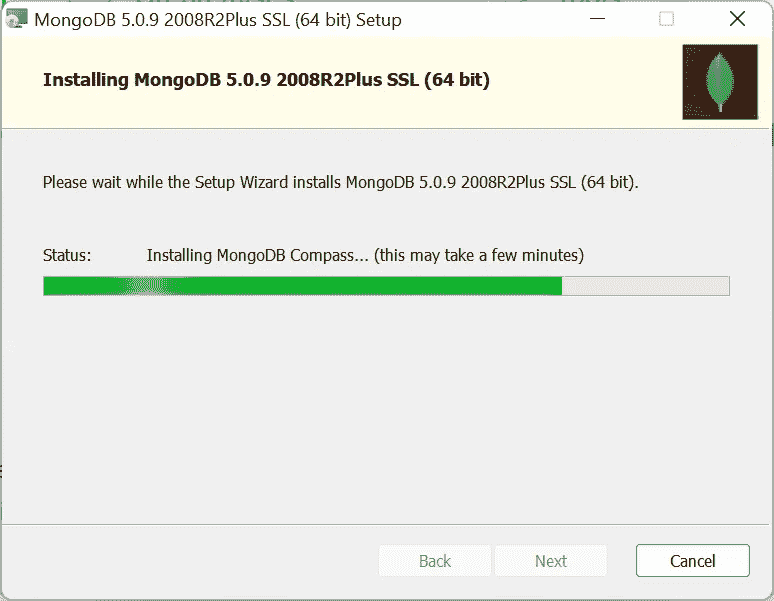 MongoDB 5.0.9 2008R2Plus SSL (64 bit) Setup
Installing MongoDB 5.0.9 2008R2Plus SSL (64 bit)
Please wait while the Setup Wizard installs MongoDB 5.0.9 2008R2Plus SSL (64 bit).
Status: Installing MongoDB Compass... (this may take a few minutes)
Back Next Cancel